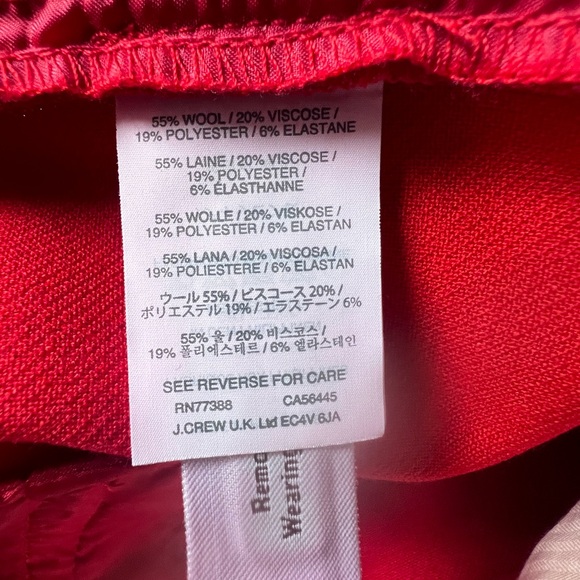 55% WOOL / 20% VISCOSE /
19% POLYESTER / 6% ELASTANE
55% LAINE / 20% VISCOSE /
19% POLYESTER /
6% ÉLASTHANNE
55% WOLLE / 20% VISKOSE /
19% POLYESTER / 6% ELASTAN
55% LANA / 20% VISCOSA /
19% POLIESTERE / 6% ELASTAN
ウール 55% / ビスコース 20% /
ポリエステル 19% / エラステーン 6%
55% 울 / 20% 비스코스 /
19% 폴리에스테르 / 6% 엘라스테인
SEE REVERSE FOR CARE
RN77388 CA56445
J.CREW U.K. Ltd EC4V 6JA
Wearing